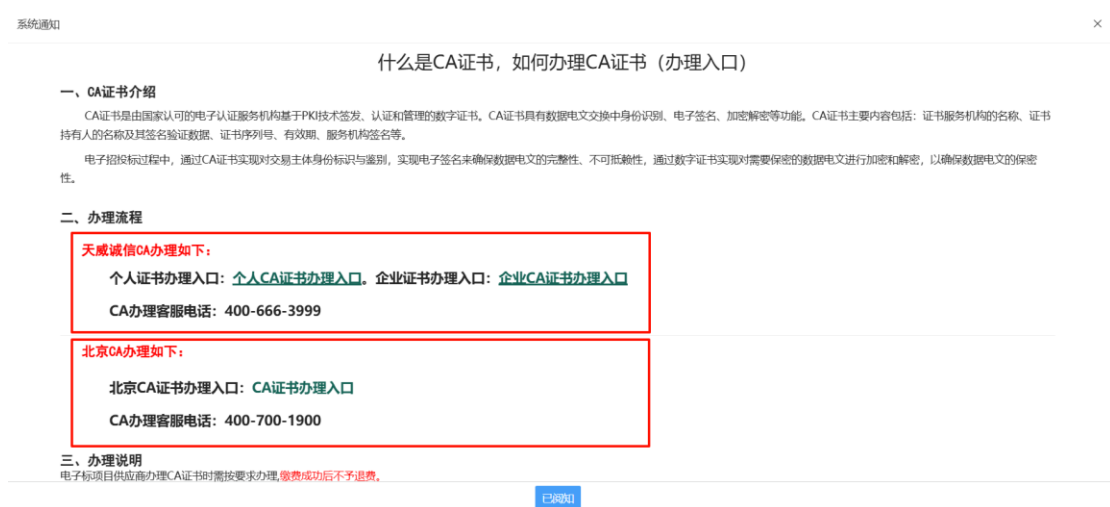 系统通知
×
什么是CA证书，如何办理CA证书（办理入口）
一、CA证书介绍
CA证书是由国家认可的电子认证服务机构基于PKI技术签发、认证和管理的数字证书。CA证书具有数据电文交换中身份识别、电子签名、加密解密等功能。CA证书主要内容包括：证书服务机构的名称、证书
持有人的名称及其签名验证数据、证书序列号、有效期、服务机构签名等。
电子招投标过程中，通过CA证书实现对交易主体身份标识与鉴别，实现电子签名来确保数据电文的完整性、不可抵赖性，通过数字证书实现对需要保密的数据电文进行加密和解密，以确保数据电文的保密
性。
二、办理流程
天威诚信CA办理如下：
个人证书办理入口：个人CA证书办理入口。企业证书办理入口：企业CA证书办理入口
CA办理客服电话：400-666-3999
北京CA办理如下：
北京CA证书办理入口：CA证书办理入口
CA办理客服电话：400-700-1900
三、办理说明
电子标项目供应商办理CA证书时需按要求办理,缴费成功后不予退费。
已阅知